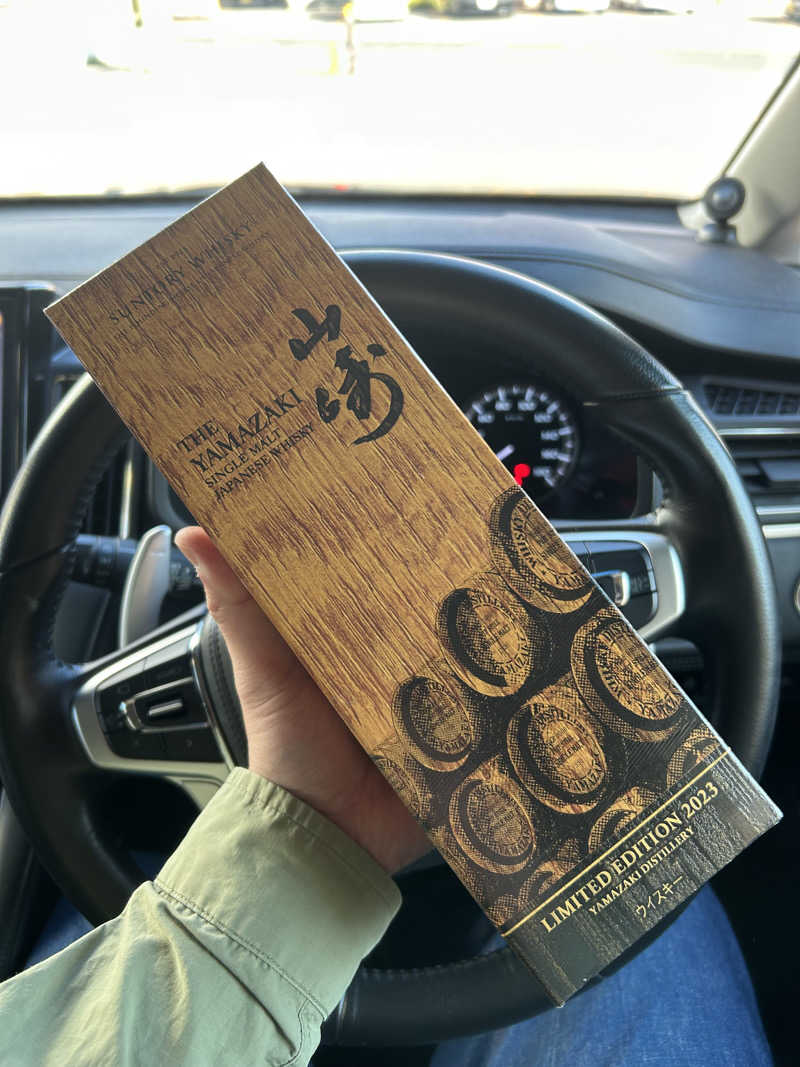 SUNTORY WHISKY
山崎
THE
YAMAZAKI
SINGLE MALT
JAPANESE WHISKY
LIMITED EDITION 2023
YAMAZAKI DISTILLERY
ウイスキー